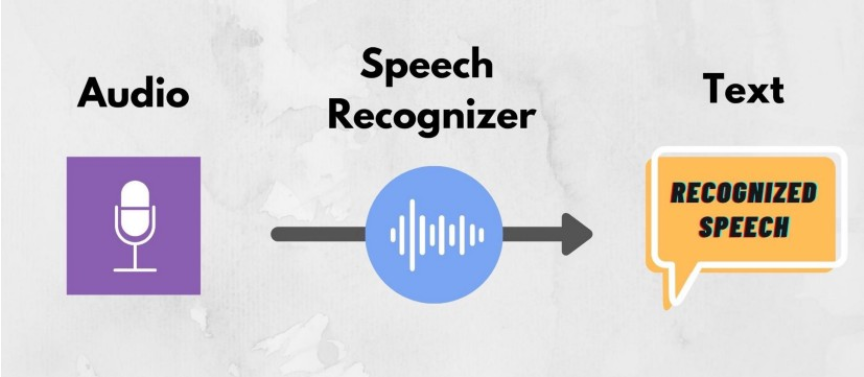 Audio
Speech
Recognizer
Text
RECOGNIZED
SPEECH